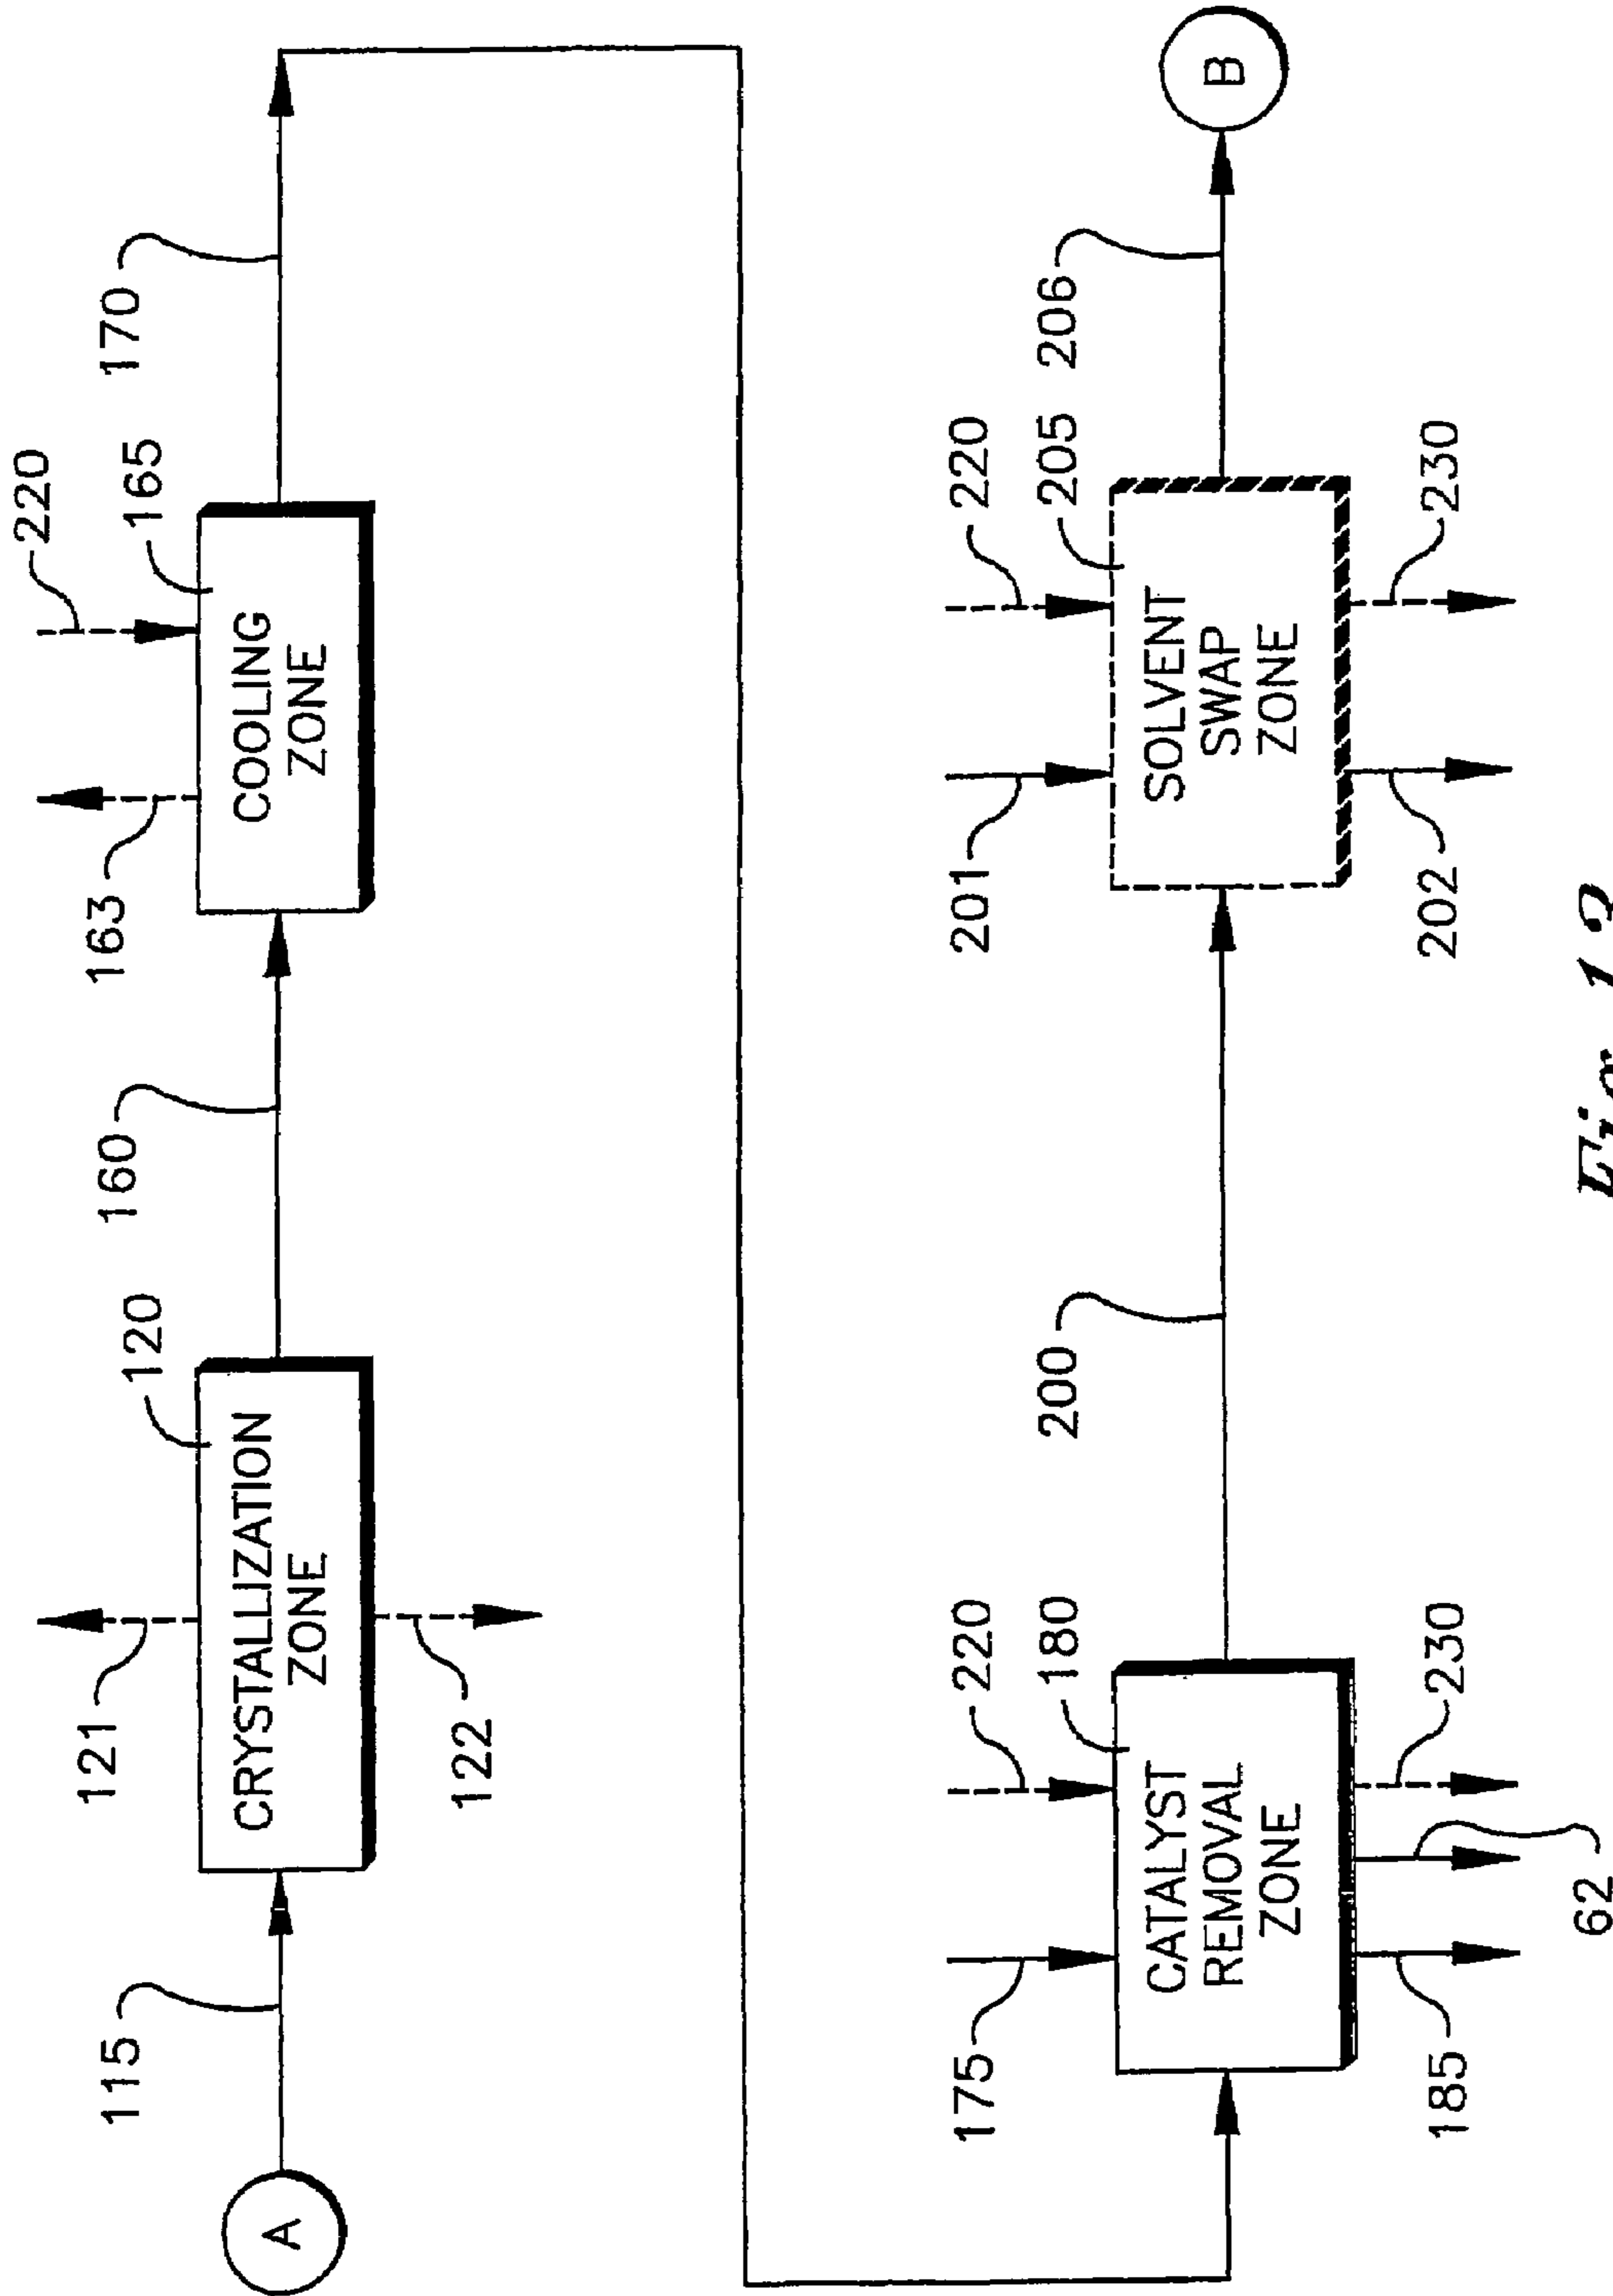 A
115
121
CRYSTALLIZATION
ZONE
120
122
160
163
220
COOLING
ZONE
165
170
175
220
180
CATALYST
REMOVAL
ZONE
185
62
230
200
201
220
205
SOLVENT
SWAP
ZONE
202
230
206
B
Fig.